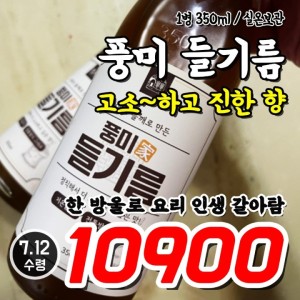 1병 350ml / 실온보관
풍미 들기름
고소~하고 진한 향
풍미家
들기름
한 방울로 요리 인생 갈아탐
7.12
수령
10900